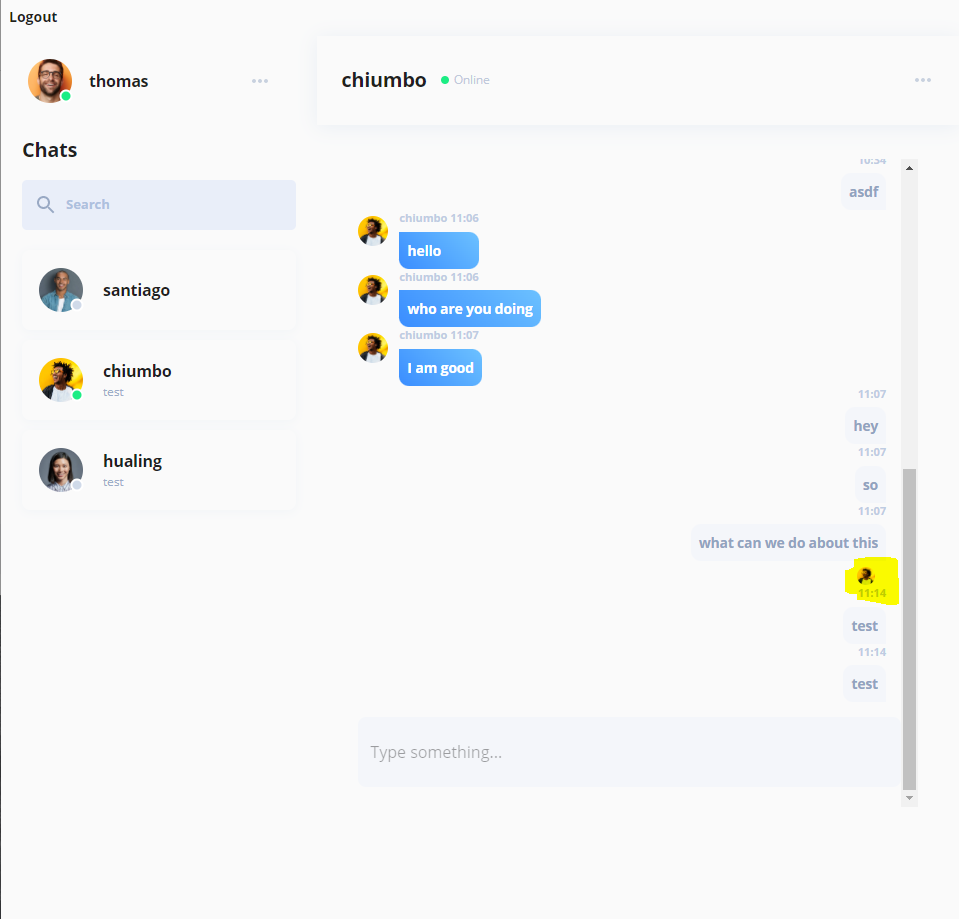 Logout
thomas
Chats
Search
santiago
chiumbo
test
hualing
test
chiumbo
Online
10:34
asdf
chiumbo 11:06
hello
chiumbo 11:06
who are you doing
chiumbo 11:07
I am good
11:07
hey
11:07
so
11:07
what can we do about this
11:14
test
11:14
test
Type something...